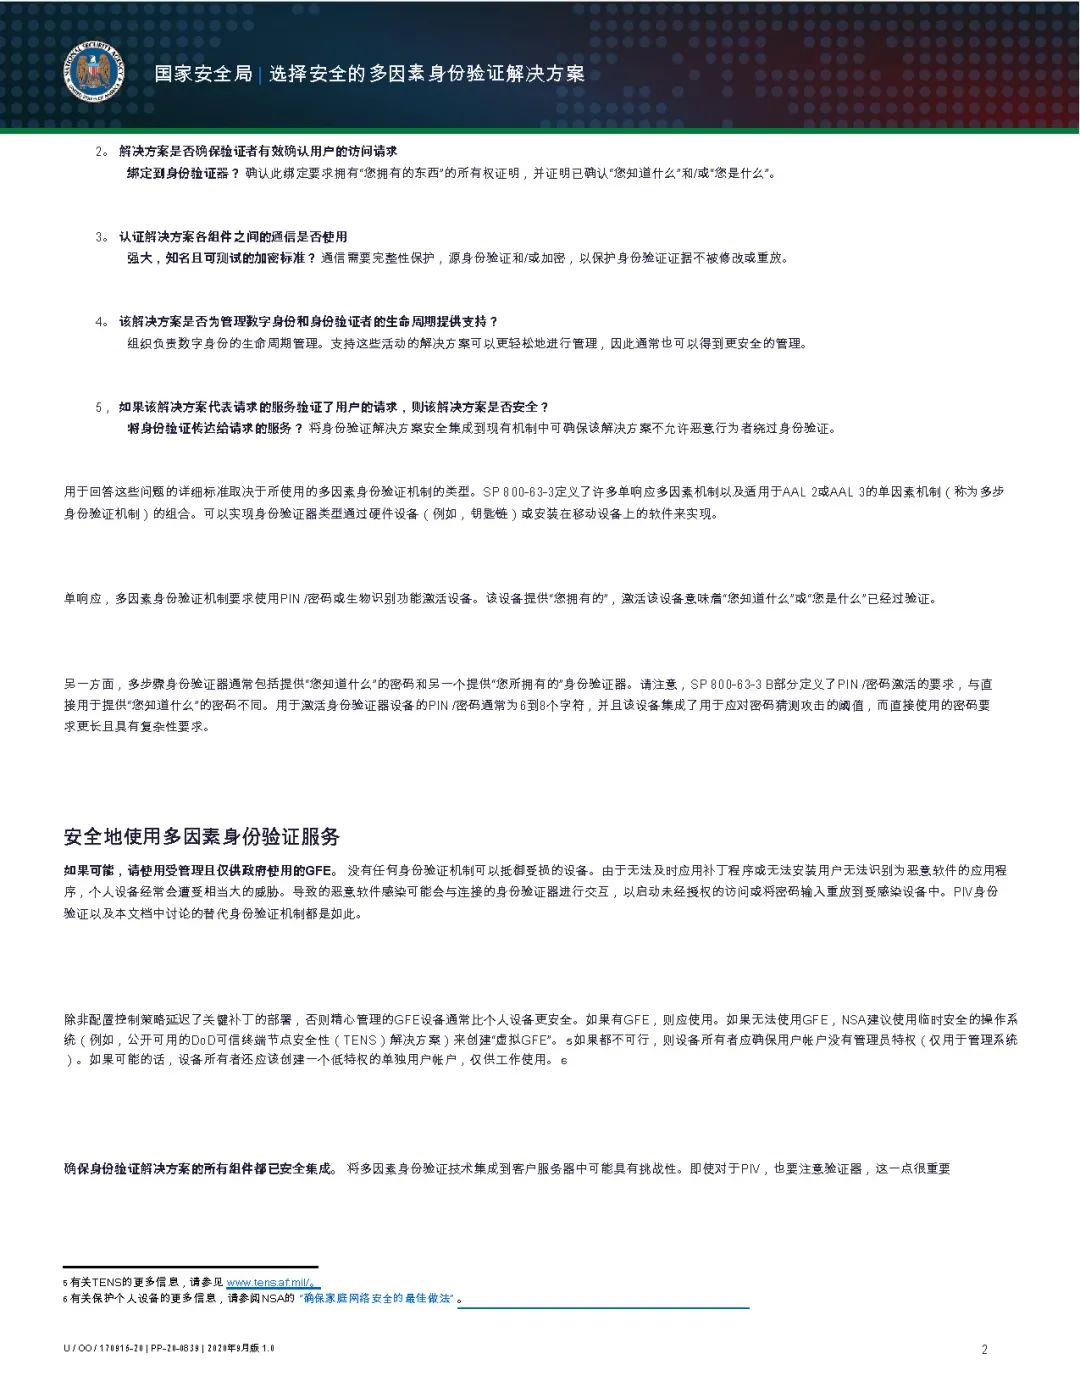 国家安全局 | 选择安全的多因素身份验证解决方案
2。 解决方案是否确保验证者有效确认用户的访问请求
绑定到身份验证器？ 确认此绑定要求拥有“您拥有的东西”的所有权证明，并证明已确认“您知道什么”和/或“您是什么”。
3。 认证解决方案各组件之间的通信是否使用
强大，知名且可测试的加密标准？ 通信需要完整性保护，源身份验证和/或加密，以保护身份验证证据不被修改或重放。
4。 该解决方案是否为管理数字身份和身份验证者的生命周期提供支持？
组织负责数字身份的生命周期管理。支持这些活动的解决方案可以更轻松地进行管理，因此通常也可以得到更安全的管理。
5， 如果该解决方案代表请求的服务验证了用户的请求，则该解决方案是否安全？
将身份验证传达给请求的服务？ 将身份验证解决方案安全集成到现有机制中可确保该解决方案不允许恶意行为者绕过身份验证。
用于回答这些问题的详细标准取决于所使用的多因素身份验证机制的类型。SP 800-63-3定义了许多单响应多因素机制以及适用于AAL 2或AAL 3的单因素机制（称为多步
身份验证机制）的组合。可以实现身份验证器类型通过硬件设备（例如，钥匙链）或安装在移动设备上的软件来实现。
单响应，多因素身份验证机制要求使用PIN /密码或生物识别功能激活设备。该设备提供“您拥有的”，激活该设备意味着“您知道什么”或“您是什么”已经过验证。
另一方面，多步骤身份验证器通常包括提供“您知道什么”的密码和另一个提供“您所拥有的”身份验证器。请注意，SP 800-63-3 B部分定义了PIN /密码激活的要求，与直
接用于提供“您知道什么”的密码不同。用于激活身份验证器设备的PIN /密码通常为6到8个字符，并且该设备集成了用于应对密码猜测攻击的阈值，而直接使用的密码要
求更长且具有复杂性要求。
安全地使用多因素身份验证服务
如果可能，请使用受管理且仅供政府使用的GFE。 没有任何身份验证机制可以抵御受损的设备。由于无法及时应用补丁程序或无法安装用户无法识别为恶意软件的应用程
序，个人设备经常会遭受相当大的威胁。导致的恶意软件感染可能会与连接的身份验证器进行交互，以启动未经授权的访问或将密码输入重放到受感染设备中。PIV身份
验证以及本文档中讨论的替代身份验证机制都是如此。
除非配置控制策略延迟了关键补丁的部署，否则精心管理的GFE设备通常比个人设备更安全。如果有GFE，则应使用。如果无法使用GFE，NSA建议使用临时安全的操作系
统（例如，公开可用的DoD可信终端节点安全性（TENS）解决方案）来创建“虚拟GFE”。5如果都不可行，则设备所有者应确保用户帐户没有管理员特权（仅用于管理系统
）。如果可能的话，设备所有者还应该创建一个低特权的单独用户帐户，仅供工作使用。6
确保身份验证解决方案的所有组件都已安全集成。 将多因素身份验证技术集成到客户服务器中可能具有挑战性。即使对于PIV，也要注意验证器，这一点很重要
5 有关TENS的更多信息，请参见 www.tens.af.mil/。
6 有关保护个人设备的更多信息，请参阅NSA的 “确保家庭网络安全的最佳做法” 。
U / OO / 170915-20 | PP-20-0839 | 2020年9月版 1.0
2